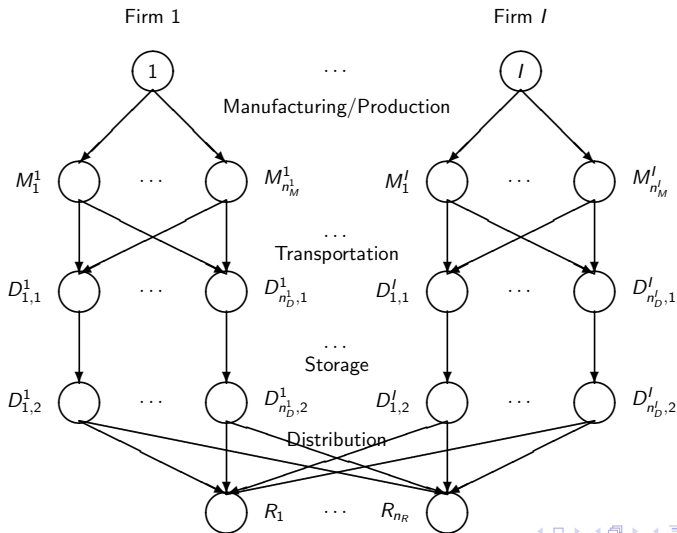 Firm 1 Firm I
1 ··· I
Manufacturing/Production
M^1_1 ··· M^1_{n^1_M} M^I_1 ··· M^I_{n^I_M}
···
Transportation
D^1_{1,1} ··· D^1_{n^1_D,1} D^I_{1,1} ··· D^I_{n^I_D,1}
···
Storage
D^1_{1,2} ··· D^1_{n^1_D,2} D^I_{1,2} ··· D^I_{n^I_D,2}
Distribution
R_1 ··· R_{n_R}